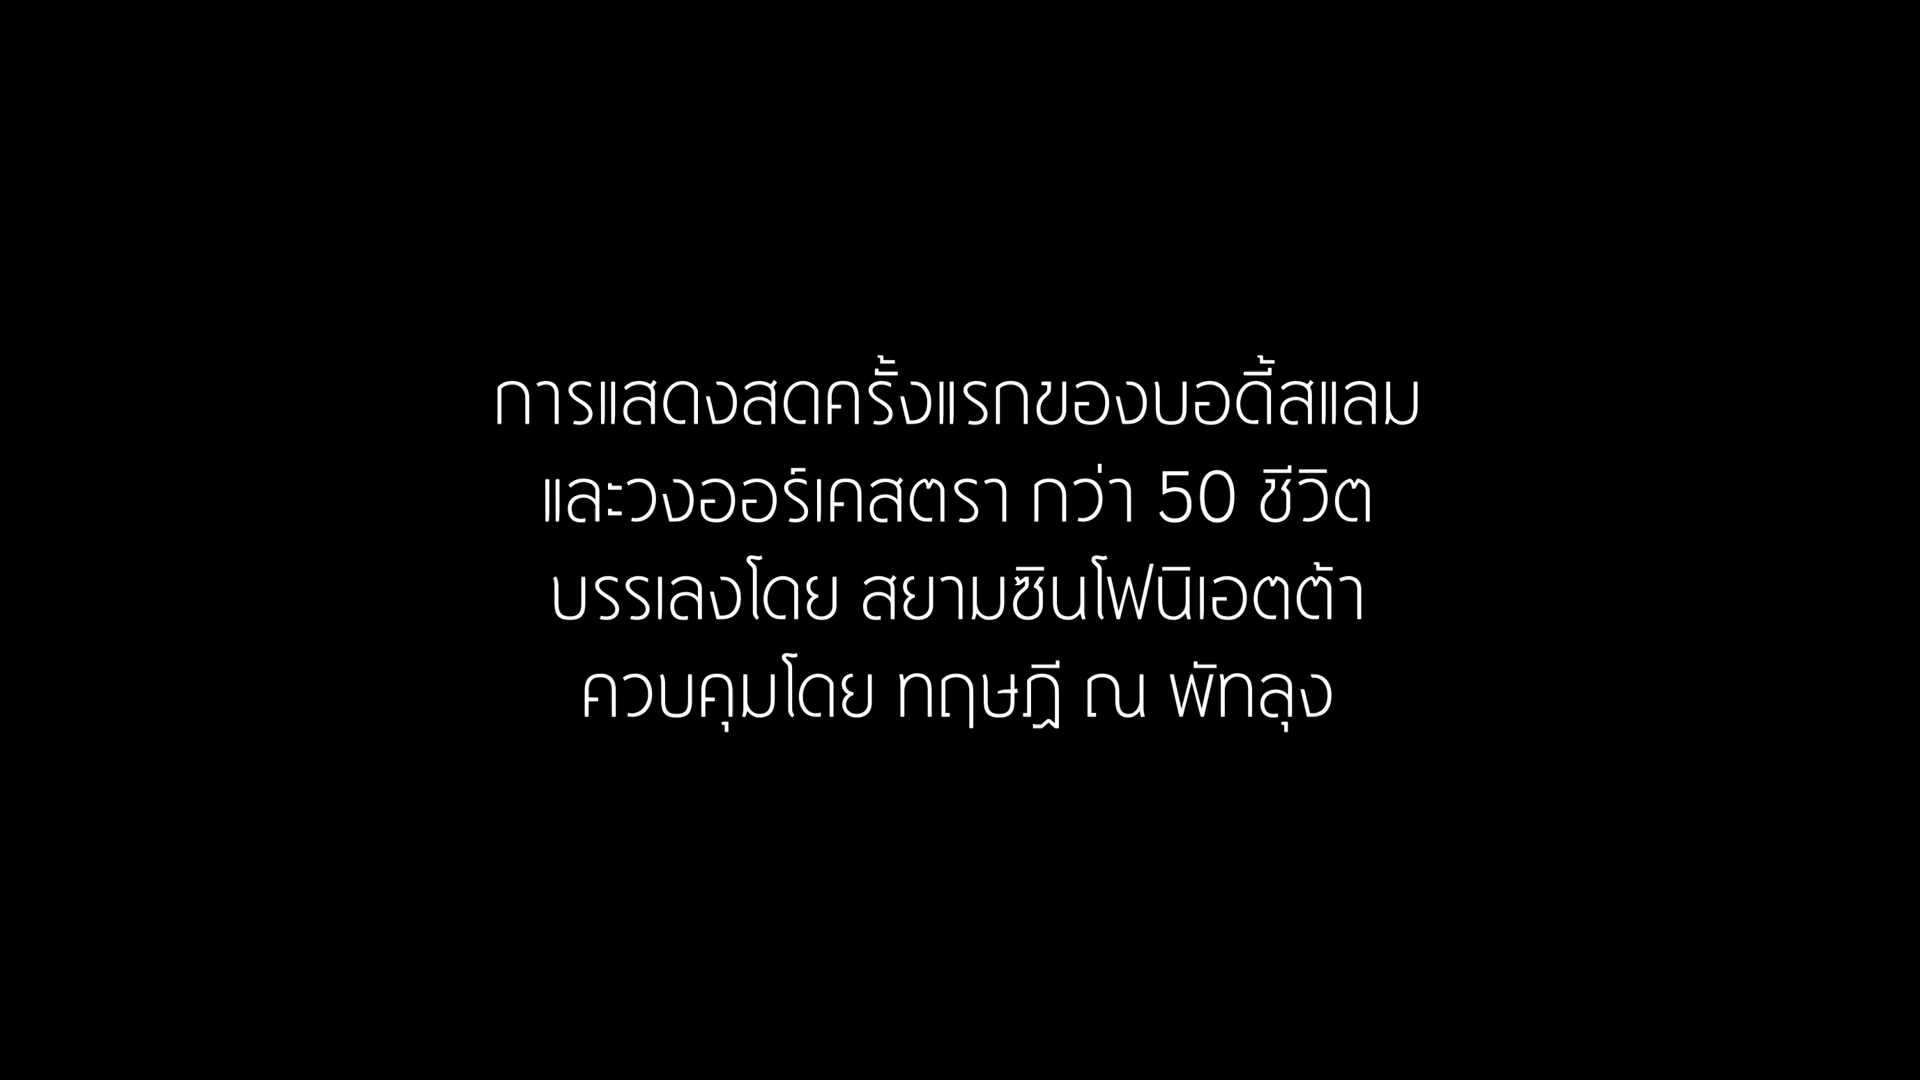 การแสดงสดครั้งแรกของบอดี้สแลม
และวงออร์เคสตรา กว่า 50 ชีวิต
บรรเลงโดย สยามซินโฟนิเอตต้า
ควบคุมโดย ทฤษฎี ณ พัทลุง